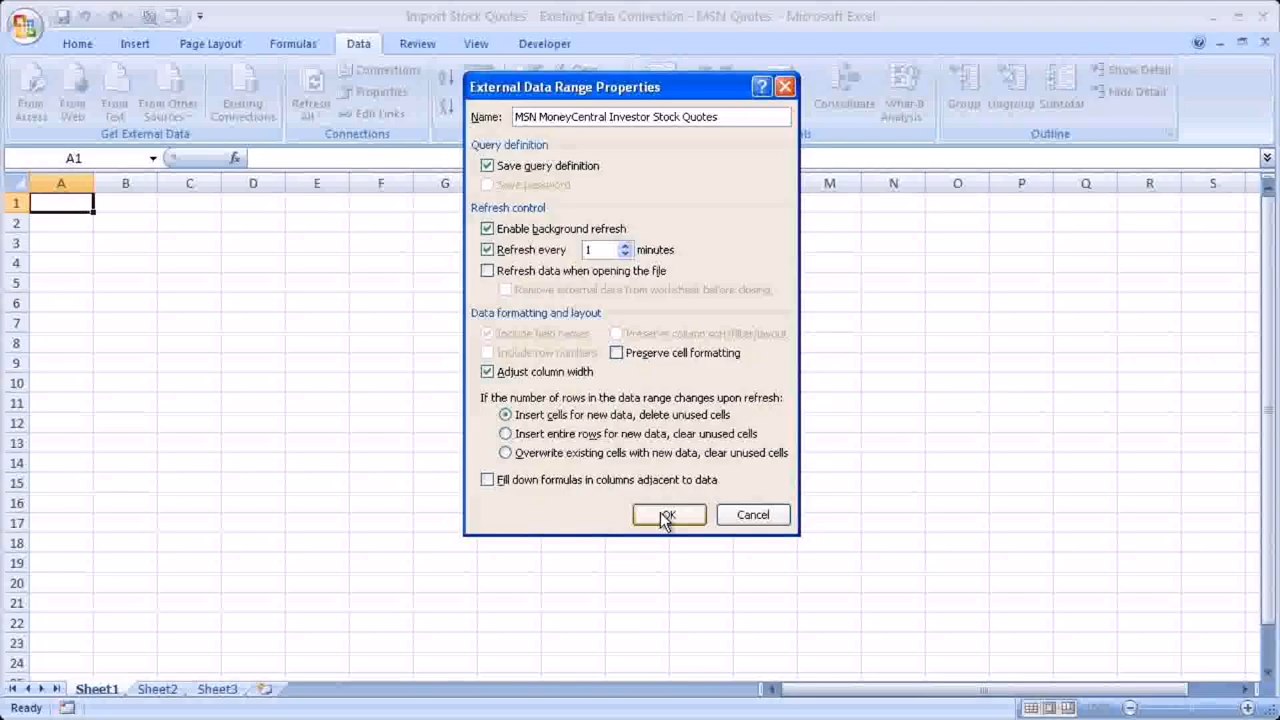 Import Stock Quotes - Existing Data Connection - MSN Quotes - Microsoft Excel
Home Insert Page Layout Formulas Data Review View Developer
From Access From Web From Text From Other Sources Existing Connections
Refresh All Connections Properties Edit Links
Consolidate What-If Analysis Group Ungroup Subtotal Show Detail Hide Detail
Get External Data Connections Outline
A1 fx
A B C D E F G M N O P Q R S
1
2
3
4
5
6
7
8
9
10
11
12
13
14
15
16
17
18
19
20
21
22
23
24
External Data Range Properties
Name: MSN MoneyCentral Investor Stock Quotes
Query definition
Save query definition
Save password
Refresh control
Enable background refresh
Refresh every 1 minutes
Refresh data when opening the file
Remove external data from worksheet before closing
Data formatting and layout
Include field names Preserve column sort/filter/layout
Include row numbers Preserve cell formatting
Adjust column width
If the number of rows in the data range changes upon refresh:
Insert cells for new data, delete unused cells
Insert entire rows for new data, clear unused cells
Overwrite existing cells with new data, clear unused cells
Fill down formulas in columns adjacent to data
OK Cancel
Sheet1 Sheet2 Sheet3
Ready